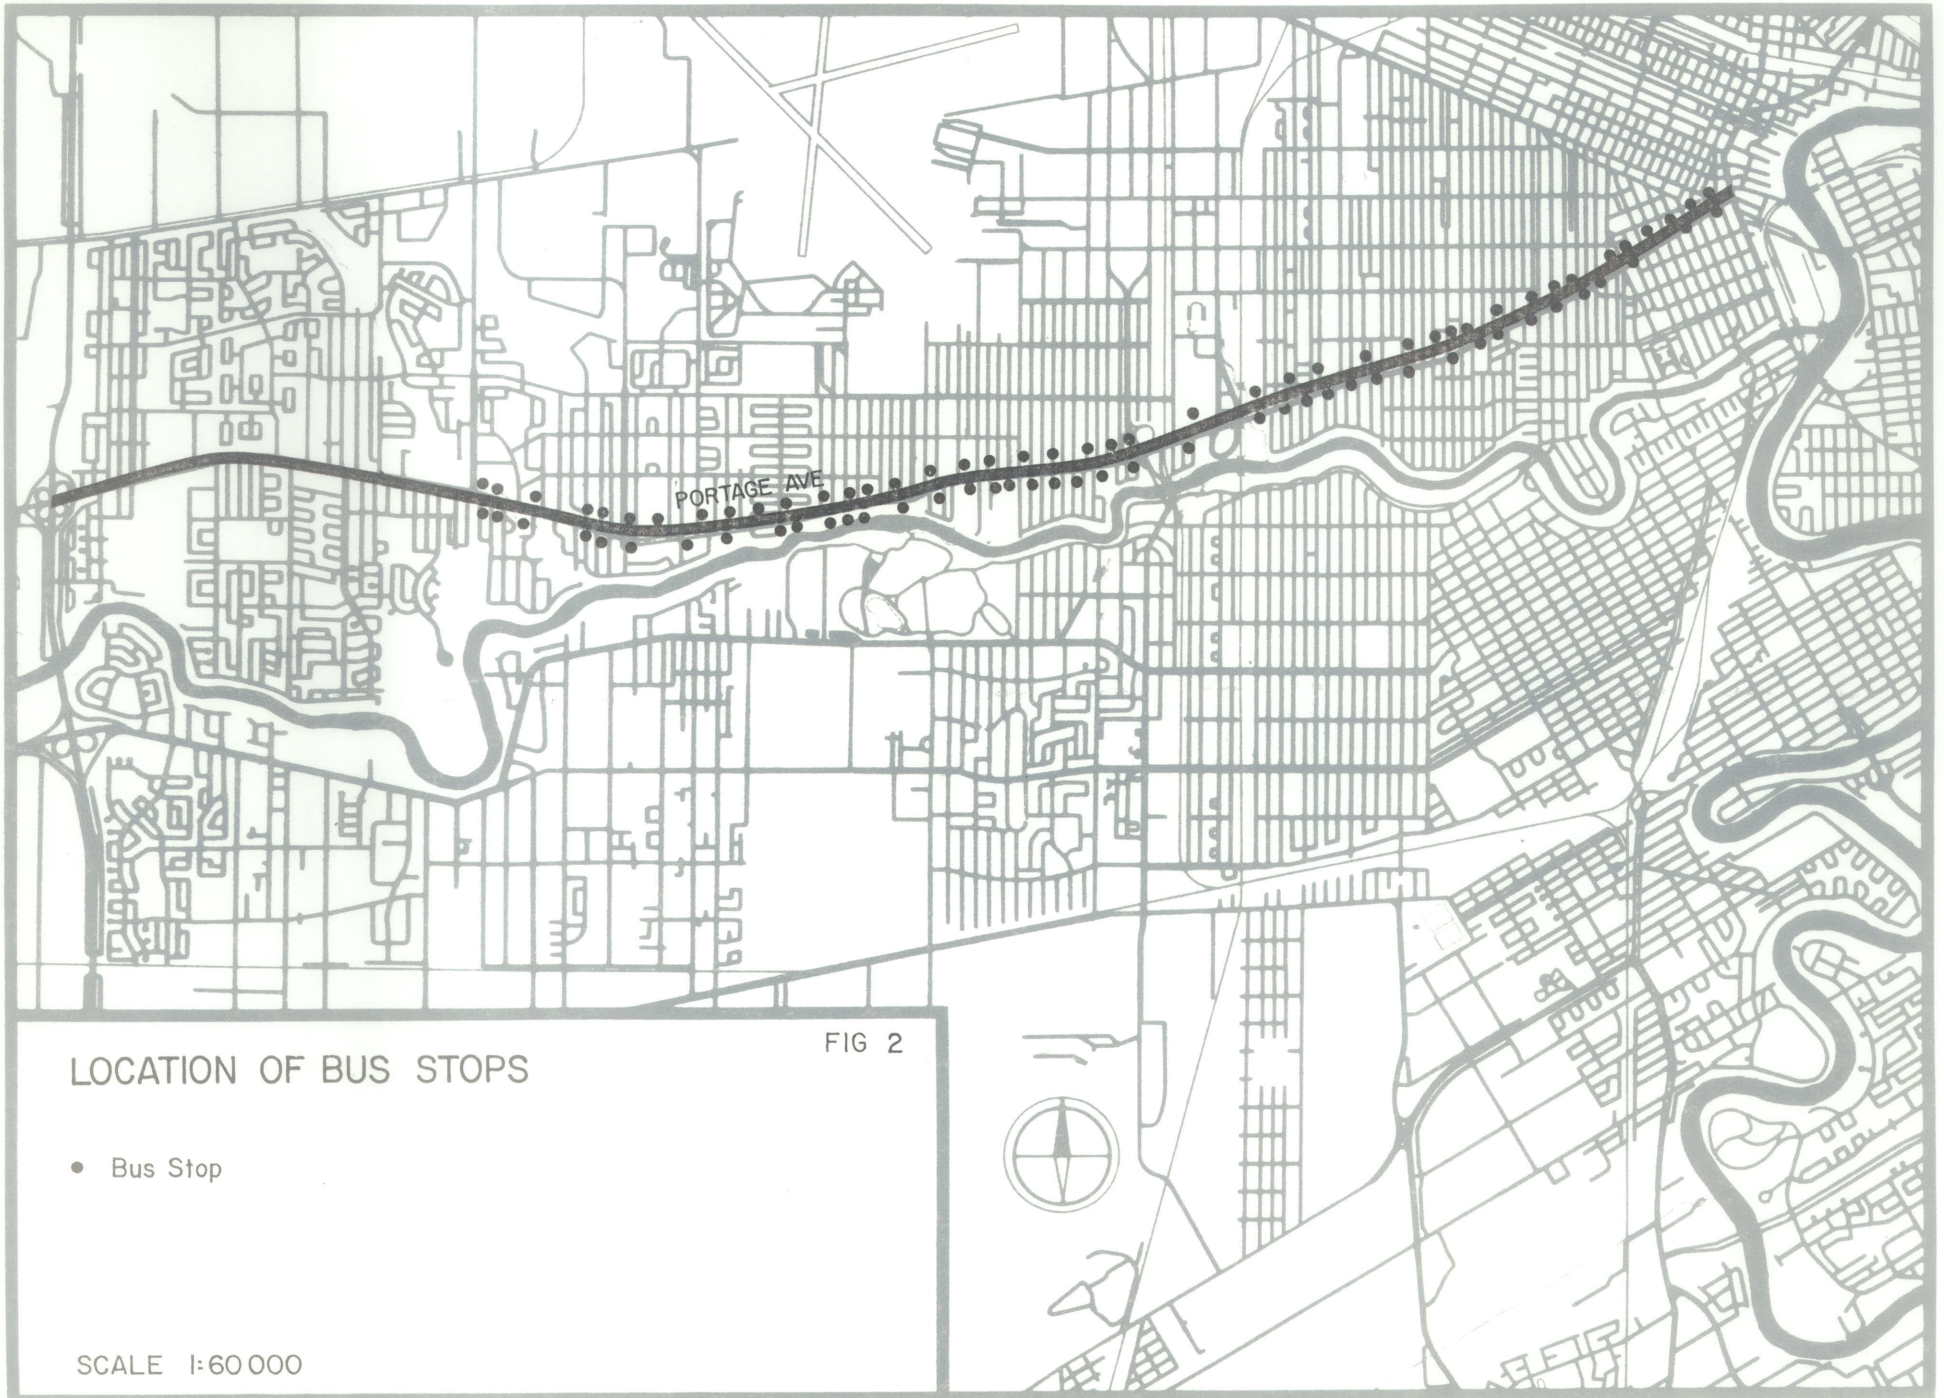 PORTAGE AVE
FIG 2
LOCATION OF BUS STOPS
• Bus Stop
SCALE 1:60 000